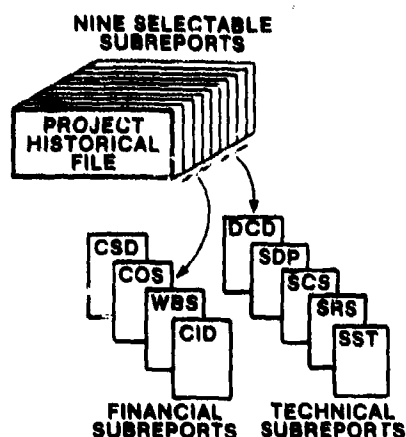 NINE SELECTABLE
SUBREPORTS
PROJECT
HISTORICAL
FILE
CSD
COS
WBS
CID
DCD
SDP
SCS
SRS
SST
FINANCIAL
SUBREPORTS
TECHNICAL
SUBREPORTS